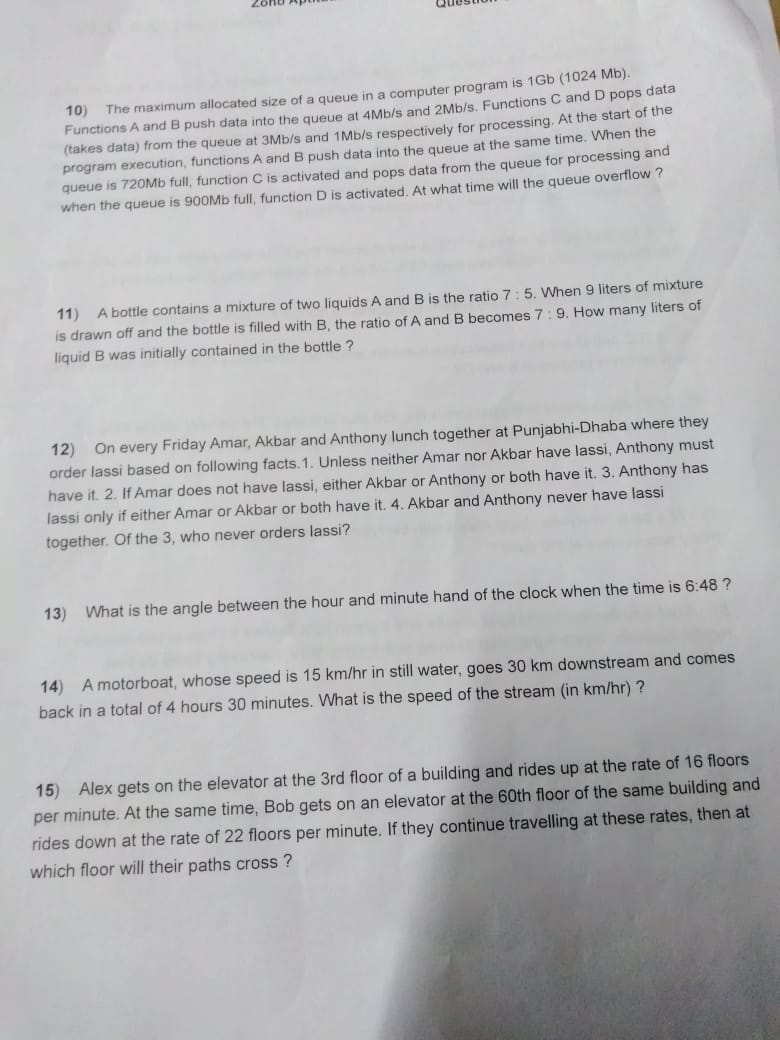 10) The maximum allocated size of a queue in a computer program is 1Gb (1024 Mb).
Functions A and B push data into the queue at 4Mb/s and 2Mb/s. Functions C and D pops data
(takes data) from the queue at 3Mb/s and 1Mb/s respectively for processing. At the start of the
program execution, functions A and B push data into the queue at the same time. When the
queue is 720Mb full, function C is activated and pops data from the queue for processing and
when the queue is 900Mb full, function D is activated. At what time will the queue overflow ?
11) A bottle contains a mixture of two liquids A and B is the ratio 7 : 5. When 9 liters of mixture
is drawn off and the bottle is filled with B, the ratio of A and B becomes 7 : 9. How many liters of
liquid B was initially contained in the bottle ?
12) On every Friday Amar, Akbar and Anthony lunch together at Punjabhi-Dhaba where they
order lassi based on following facts.1. Unless neither Amar nor Akbar have lassi, Anthony must
have it. 2. If Amar does not have lassi, either Akbar or Anthony or both have it. 3. Anthony has
lassi only if either Amar or Akbar or both have it. 4. Akbar and Anthony never have lassi
together. Of the 3, who never orders lassi?
13) What is the angle between the hour and minute hand of the clock when the time is 6:48 ?
14) A motorboat, whose speed is 15 km/hr in still water, goes 30 km downstream and comes
back in a total of 4 hours 30 minutes. What is the speed of the stream (in km/hr) ?
15) Alex gets on the elevator at the 3rd floor of a building and rides up at the rate of 16 floors
per minute. At the same time, Bob gets on an elevator at the 60th floor of the same building and
rides down at the rate of 22 floors per minute. If they continue travelling at these rates, then at
which floor will their paths cross ?